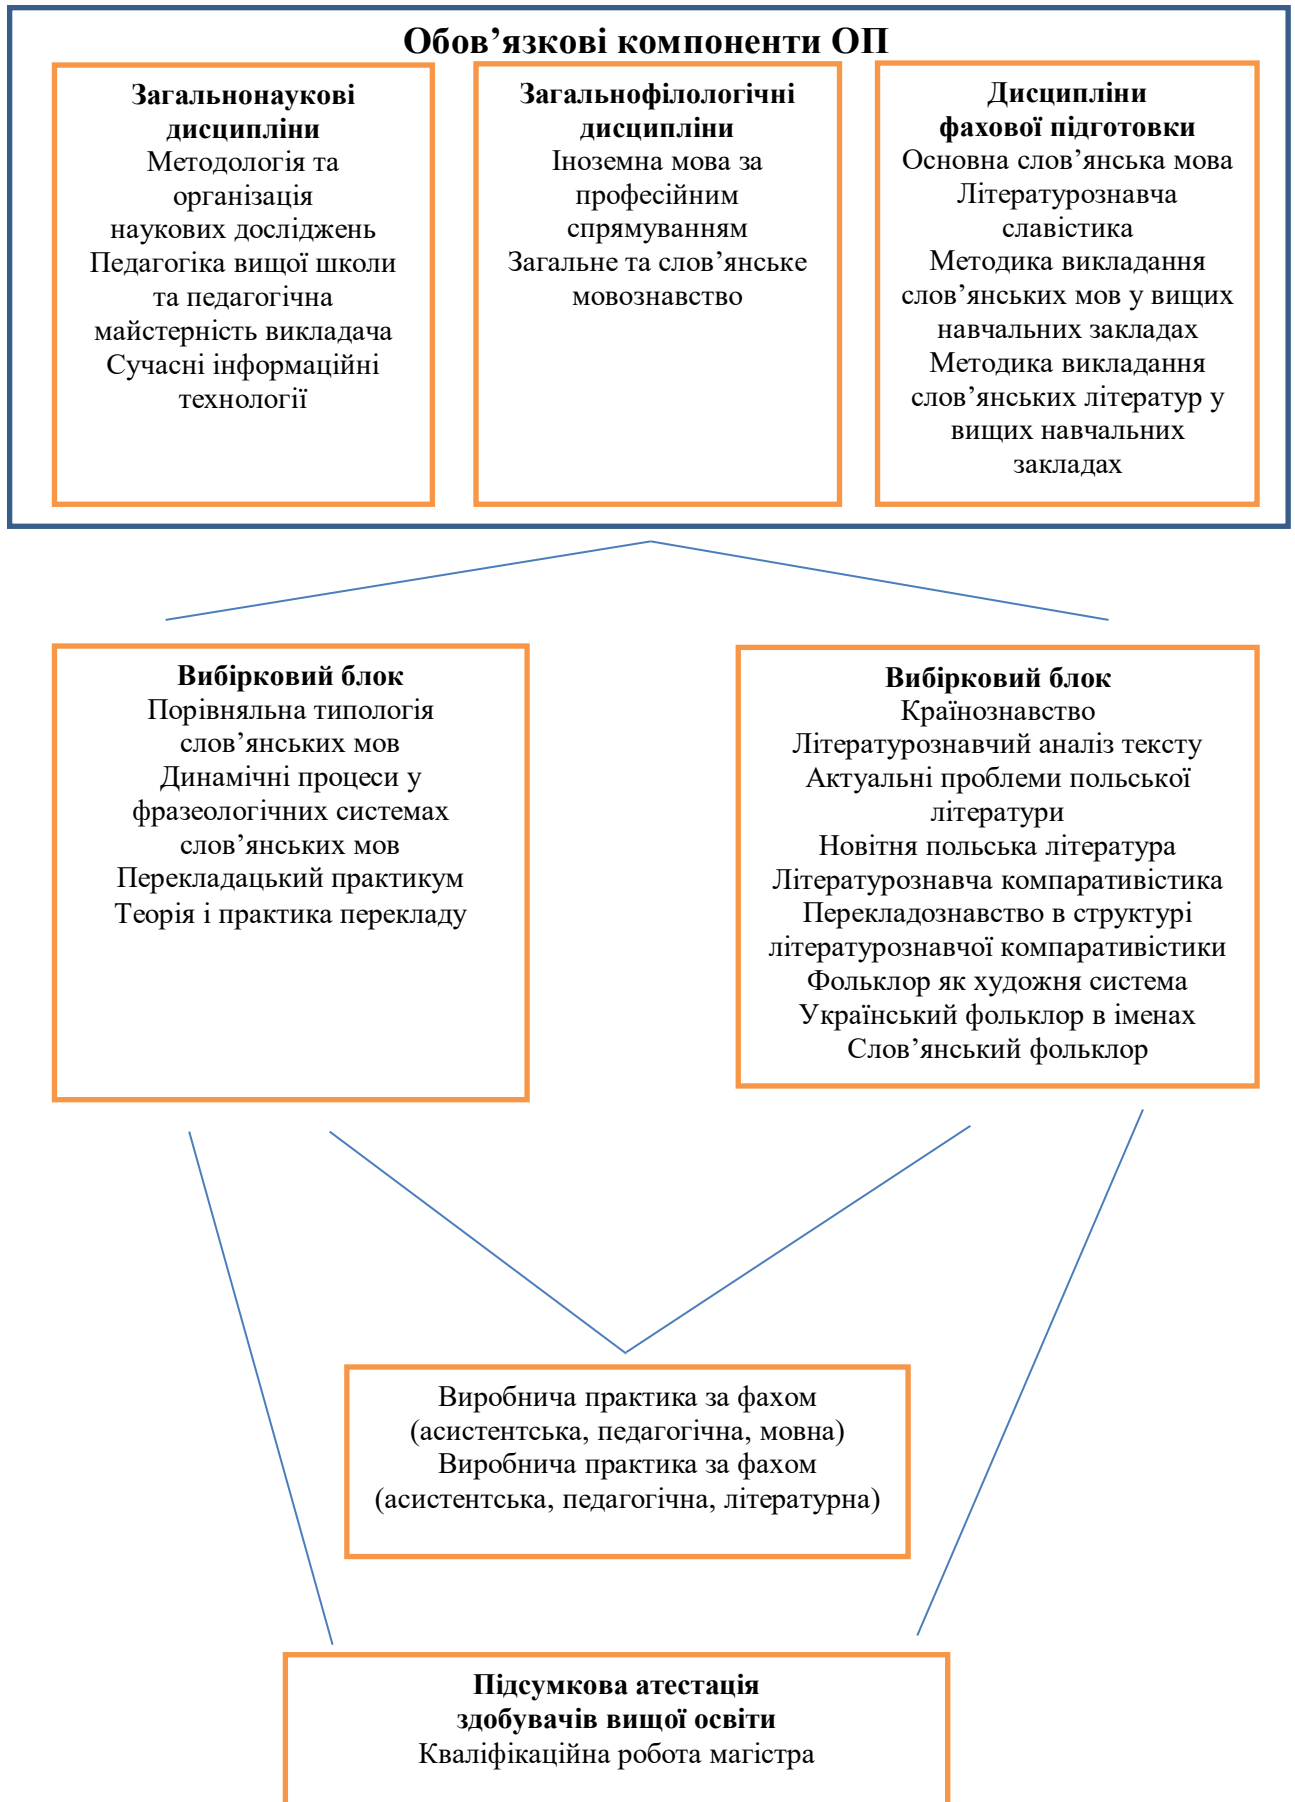 Обов’язкові компоненти ОП
Загальнонаукові
дисципліни
Методологія та
організація
наукових досліджень
Педагогіка вищої школи
та педагогічна
майстерність викладача
Сучасні інформаційні
технології
Загальнофілологічні
дисципліни
Іноземна мова за
професійним
спрямуванням
Загальне та слов’янське
мовознавство
Дисципліни
фахової підготовки
Основна слов’янська мова
Літературознавча
славістика
Методика викладання
слов’янських мов у вищих
навчальних закладах
Методика викладання
слов’янських літератур у
вищих навчальних
закладах
Вибірковий блок
Порівняльна типологія
слов’янських мов
Динамічні процеси у
фразеологічних системах
слов’янських мов
Перекладацький практикум
Теорія і практика перекладу
Вибірковий блок
Країнознавство
Літературознавчий аналіз тексту
Актуальні проблеми польської
літератури
Новітня польська література
Літературознавча компаративістика
Перекладознавство в структурі
літературознавчої компаративістики
Фольклор як художня система
Український фольклор в іменах
Слов’янський фольклор
Виробнича практика за фахом
(асистентська, педагогічна, мовна)
Виробнича практика за фахом
(асистентська, педагогічна, літературна)
Підсумкова атестація
здобувачів вищої освіти
Кваліфікаційна робота магістра